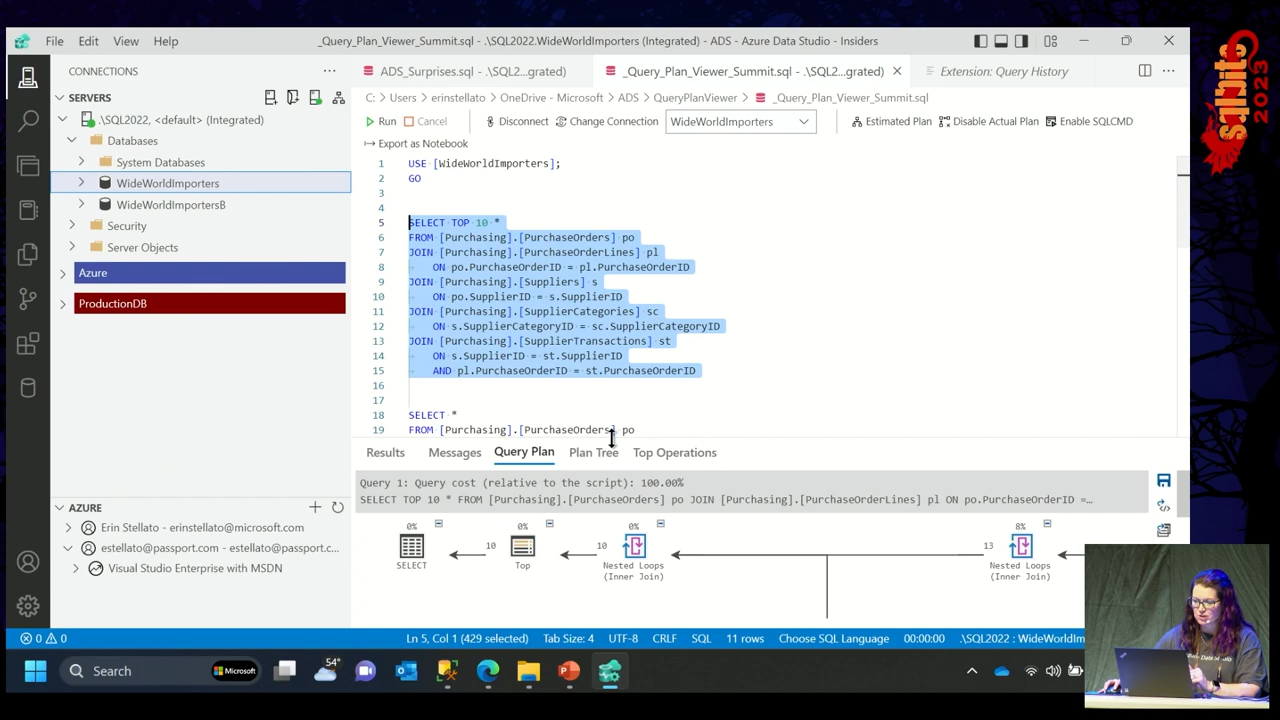 File Edit View Help
_Query_Plan_Viewer_Summit.sql - .\SQL2022.WideWorldImporters (Integrated) - ADS - Azure Data Studio - Insiders
CONNECTIONS
SERVERS
.\SQL2022, <default> (Integrated)
Databases
System Databases
WideWorldImporters
WideWorldImportersB
Security
Server Objects
Azure
ProductionDB
AZURE
Erin Stellato - erinstellato@microsoft.com
estellato@passport.com - estellato@passport.c...
Visual Studio Enterprise with MSDN
ADS_Surprises.sql - .\SQL2...grated)
_Query_Plan_Viewer_Summit.sql - .\SQL2...grated)
Extension: Query History
C: > Users > erinstellato > OneDrive - Microsoft > ADS > QueryPlanViewer > _Query_Plan_Viewer_Summit.sql
Run Cancel Disconnect Change Connection WideWorldImporters Estimated Plan Disable Actual Plan Enable SQLCMD
Export as Notebook
1 USE [WideWorldImporters];
2 GO
3
4
5 SELECT TOP 10 *
6 FROM [Purchasing].[PurchaseOrders] po
7 JOIN [Purchasing].[PurchaseOrderLines] pl
8 ON po.PurchaseOrderID = pl.PurchaseOrderID
9 JOIN [Purchasing].[Suppliers] s
10 ON po.SupplierID = s.SupplierID
11 JOIN [Purchasing].[SupplierCategories] sc
12 ON s.SupplierCategoryID = sc.SupplierCategoryID
13 JOIN [Purchasing].[SupplierTransactions] st
14 ON s.SupplierID = st.SupplierID
15 AND pl.PurchaseOrderID = st.PurchaseOrderID
16
17
18 SELECT *
19 FROM [Purchasing].[PurchaseOrders] po
Results Messages Query Plan Plan Tree Top Operations
Query 1: Query cost (relative to the script): 100.00%
SELECT TOP 10 * FROM [Purchasing].[PurchaseOrders] po JOIN [Purchasing].[PurchaseOrderLines] pl ON po.PurchaseOrderID =...
0% 0% 0% 8%
10 10 13
SELECT Top Nested Loops Nested Loops
(Inner Join) (Inner Join)
0 0 Ln 5, Col 1 (429 selected) Tab Size: 4 UTF-8 CRLF SQL 11 rows Choose SQL Language 00:00:00 .\SQL2022 : WideWorldIm
Search Microsoft 54°
sqlbits
2023